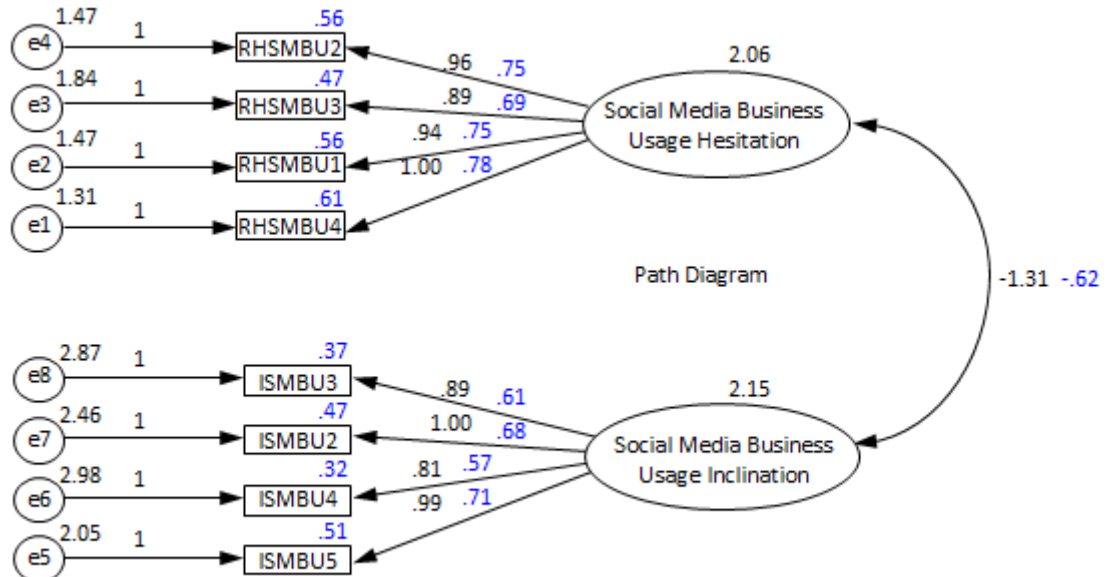 1.47
.56
e4
1
RHSMBU2
.96 .75
2.06
1.84
.47
e3
1
RHSMBU3
.89 .69
Social Media Business
Usage Hesitation
1.47
.56
e2
1
RHSMBU1
.94 .75
1.31
.61
e1
1
RHSMBU4
1.00 .78
Path Diagram
-1.31 -.62
2.87
.37
e8
1
ISMBU3
.89 .61
2.15
2.46
.47
e7
1
ISMBU2
1.00 .68
Social Media Business
Usage Inclination
2.98
.32
e6
1
ISMBU4
.81 .57
2.05
.51
e5
1
ISMBU5
.99 .71